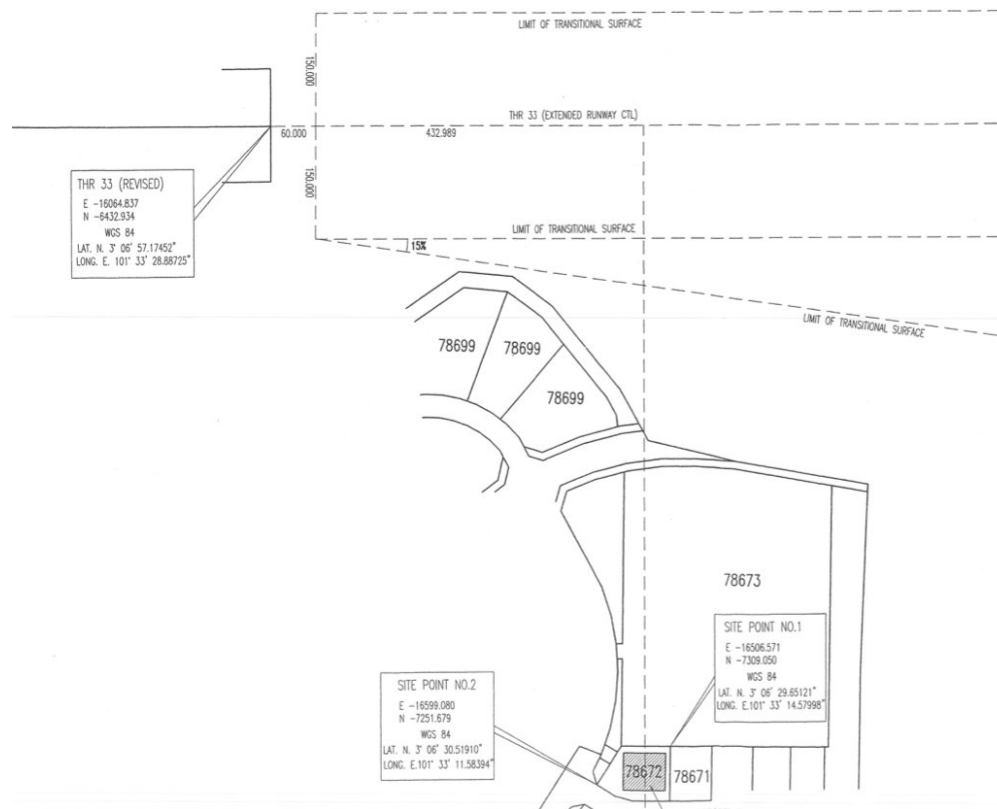 LIMIT OF TRANSITIONAL SURFACE
150.000
THR 33 (EXTENDED RUNWAY CTL)
60.000
432.989
150.000
THR 33 (REVISED)
E -16064.837
N -6432.934
WGS 84
LAT. N. 3° 06' 57.17452"
LONG. E. 101° 33' 28.88725"
LIMIT OF TRANSITIONAL SURFACE
15%
LIMIT OF TRANSITIONAL SURFACE
78699
78699
78699
78673
SITE POINT NO.1
E -16506.571
N -7309.050
WGS 84
LAT. N. 3° 06' 29.65121"
LONG. E.101° 33' 14.57998"
SITE POINT NO.2
E -16599.080
N -7251.679
WGS 84
LAT. N. 3° 06' 30.51910"
LONG. E.101° 33' 11.58394"
78672
78671